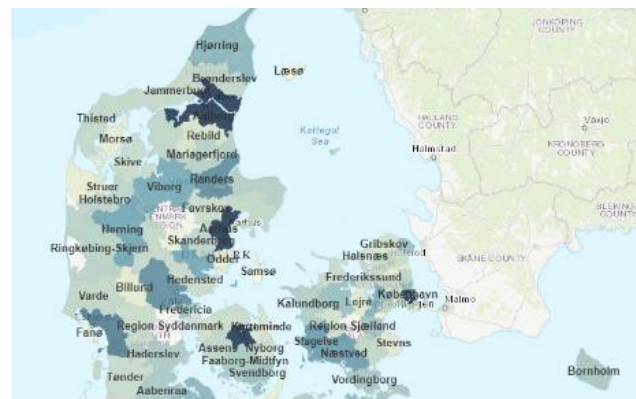 JÖNKÖPING
COUNTY
Hjørring
Brønderslev
Læsø
Jammerbugt
Aalborg
Thisted
Rebild
Kattegat
Sea
HALLAND
COUNTY
Växjö
Morsø
Mariagerfjord
Halmstad
KRONOBERG
COUNTY
Skive
Struer
Viborg
Randers
Holstebro
Favrskov
BLEKINGE
COUNTY
Herning
Aarhus
Skanderborg
Ringkøbing-Skjern
Odder
Samsø
Gribskov
Halsnæs
SKÅNE COUNTY
Billund
Hedensted
Frederikssund
Varde
Fredericia
Kalundborg
Lejre
København
Malmö
Fanø
Region Syddanmark
Kerteminde
Region Sjælland
Stevns
Haderslev
Assens
Nyborg
Slagelse
Næstved
Faaborg-Midtfyn
Bornholm
Tønder
Svendborg
Vordingborg
Aabenraa